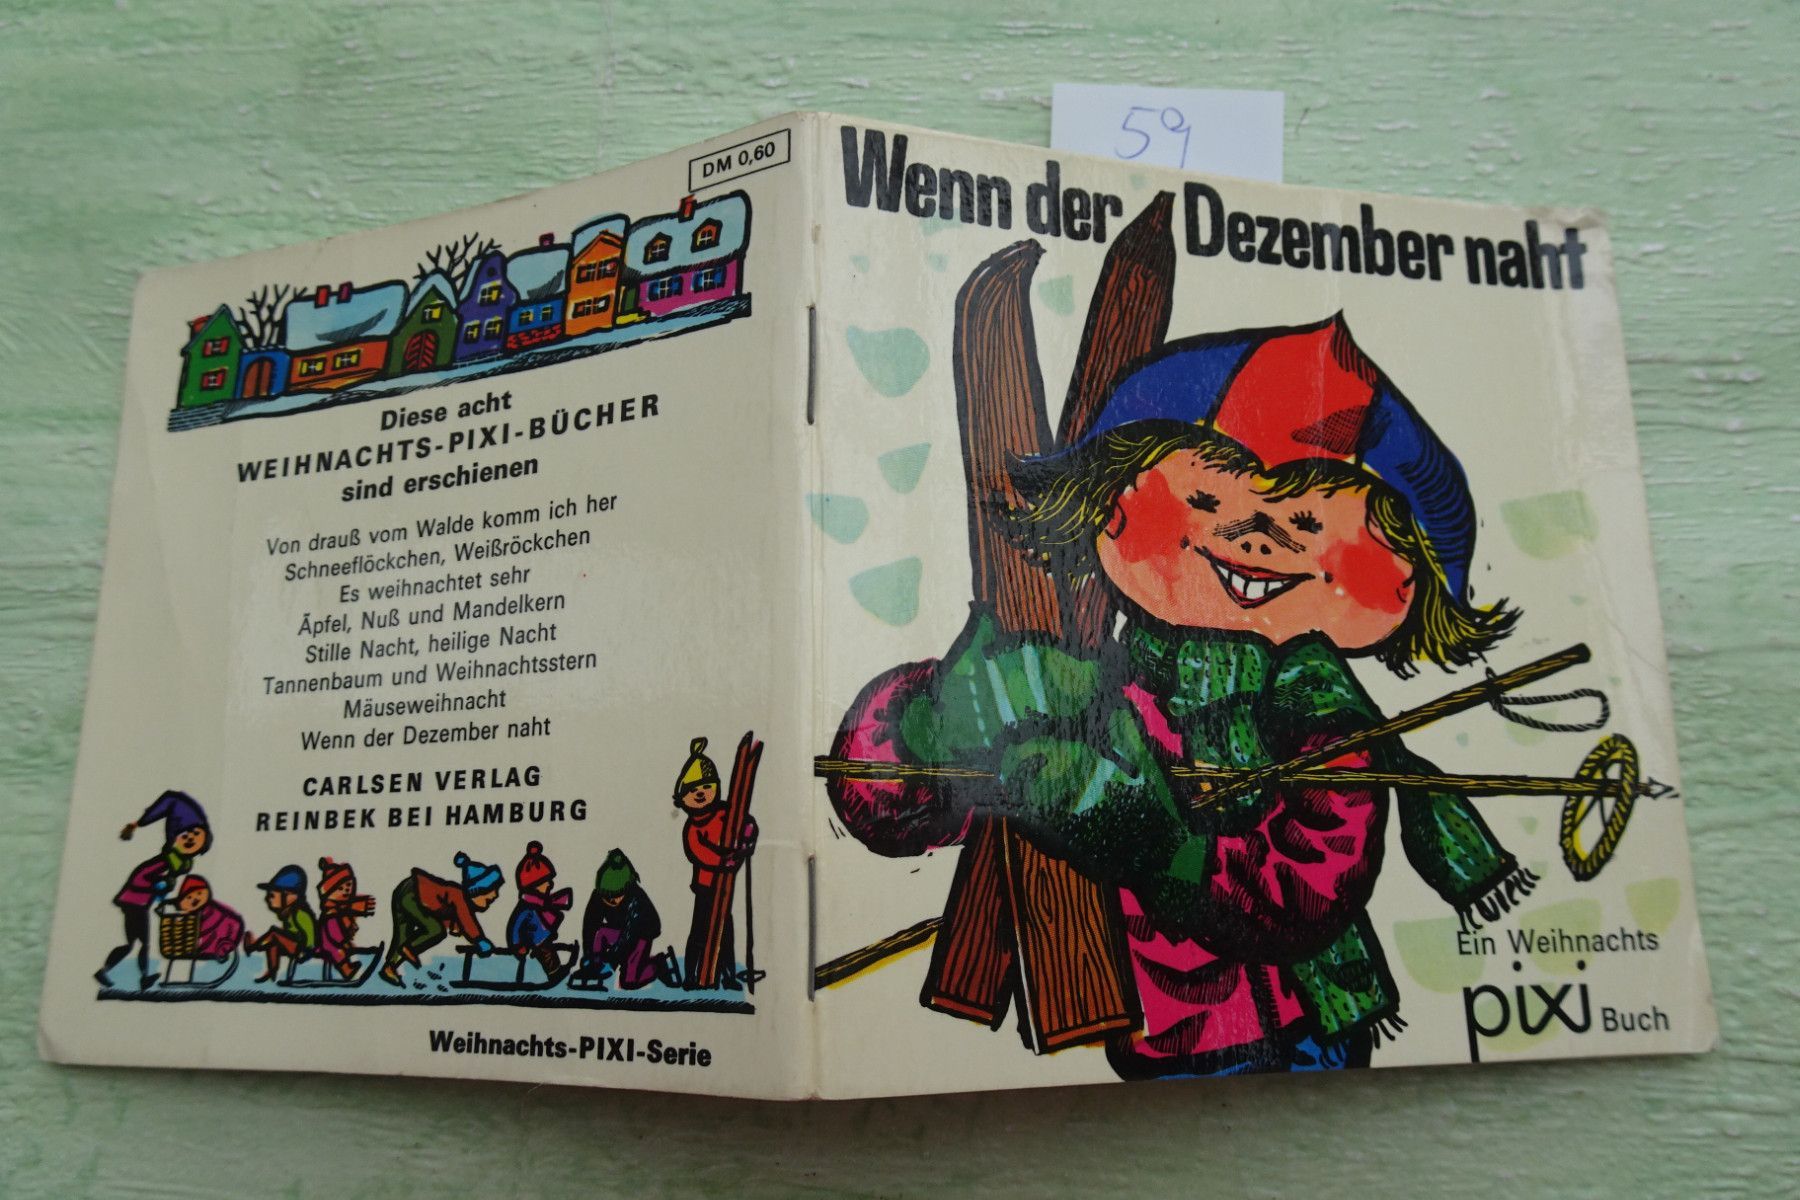 59
DM 0,60
Diese acht
WEIHNACHTS-PIXI-BÜCHER
sind erschienen
Von drauß vom Walde komm ich her
Schneeflöckchen, Weißröckchen
Es weihnachtet sehr
Äpfel, Nuß und Mandelkern
Stille Nacht, heilige Nacht
Tannenbaum und Weihnachtsstern
Mäuseweihnacht
Wenn der Dezember naht
CARLSEN VERLAG
REINBEK BEI HAMBURG
Weihnachts-PIXI-Serie
Wenn der Dezember naht
Ein Weihnachts
pixi Buch